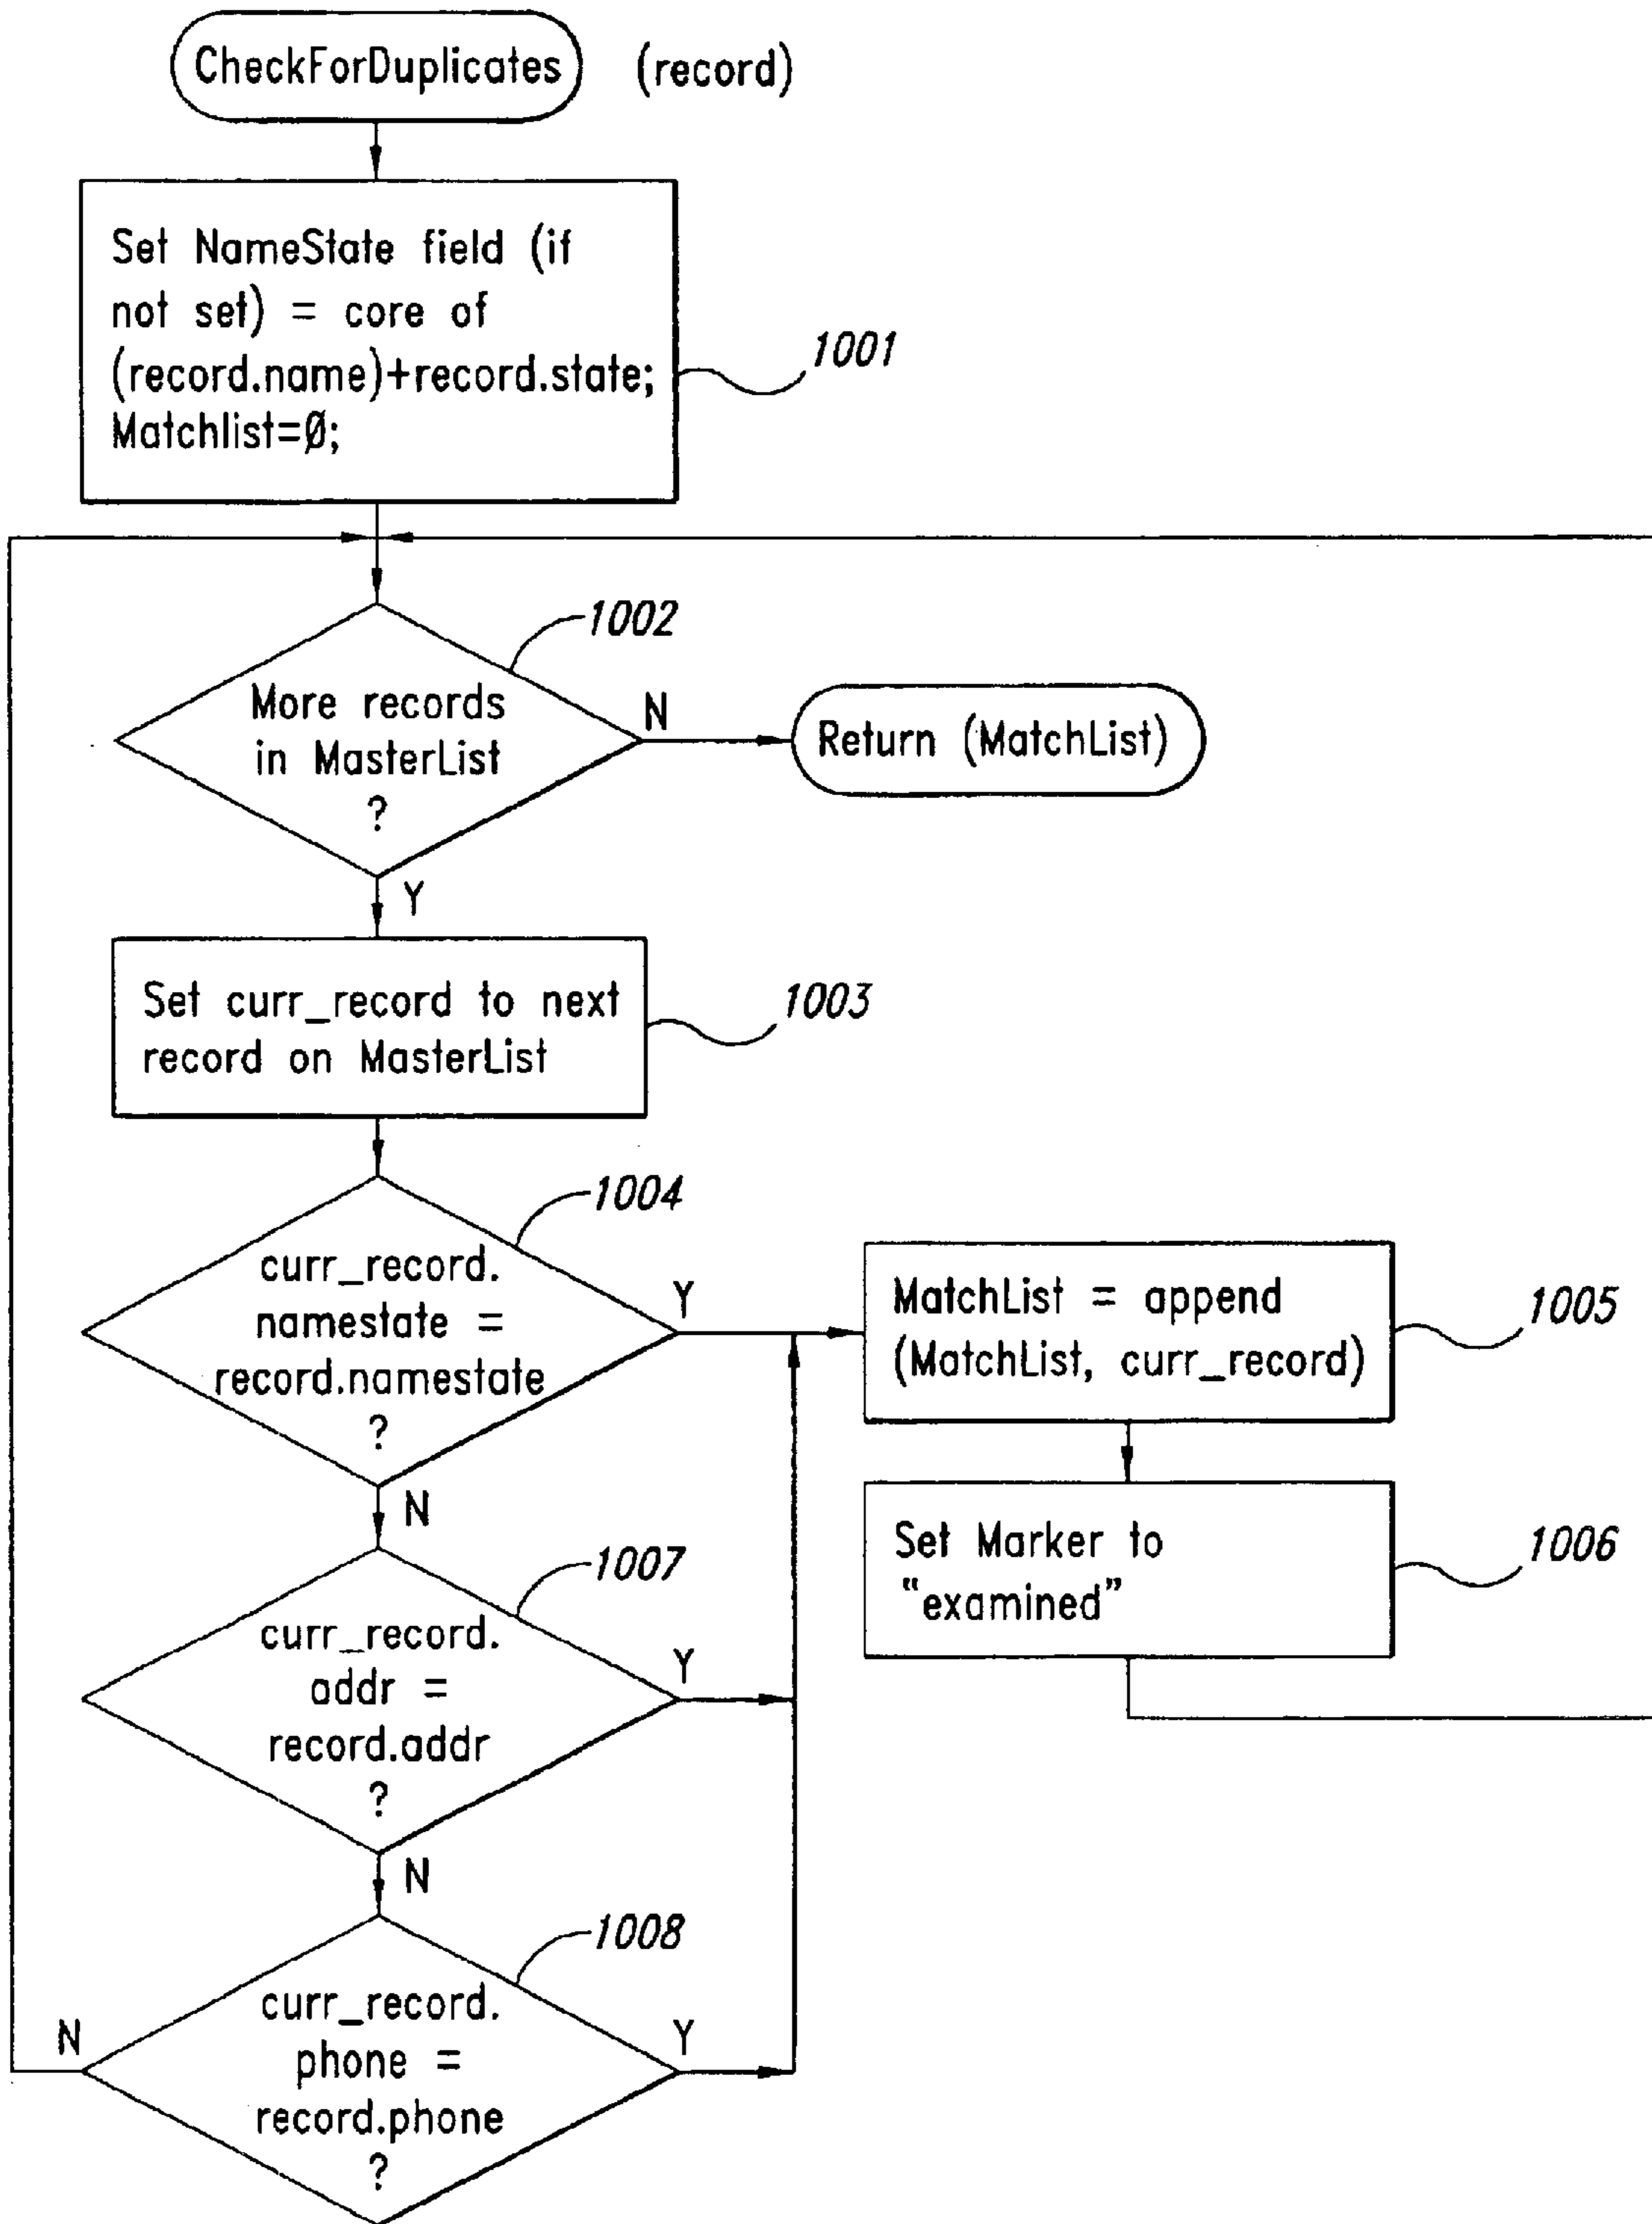 CheckForDuplicates (record)
Set NameState field (if
not set) = core of
(record.name)+record.state;
Matchlist=Ø;
1001
1002
More records
in MasterList
?
N
Return (MatchList)
Y
Set curr_record to next
record on MasterList
1003
1004
curr_record.
namestate =
record.namestate
?
Y
MatchList = append
(MatchList, curr_record)
1005
N
Set Marker to
"examined"
1006
1007
curr_record.
addr =
record.addr
?
Y
N
1008
curr_record.
phone =
record.phone
?
N
Y